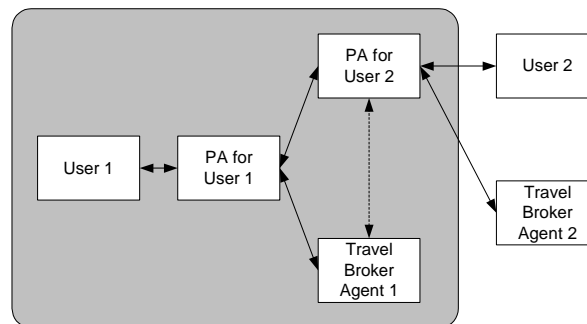 PA for
User 2
User 2
User 1
PA for
User 1
Travel
Broker
Agent 2
Travel
Broker
Agent 1